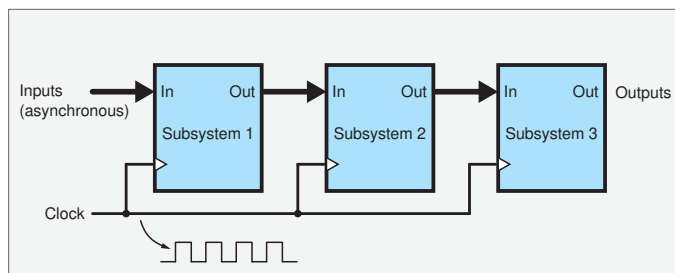 Inputs
(asynchronous)
In Out
Subsystem 1
In Out
Subsystem 2
In Out
Subsystem 3
Outputs
Clock